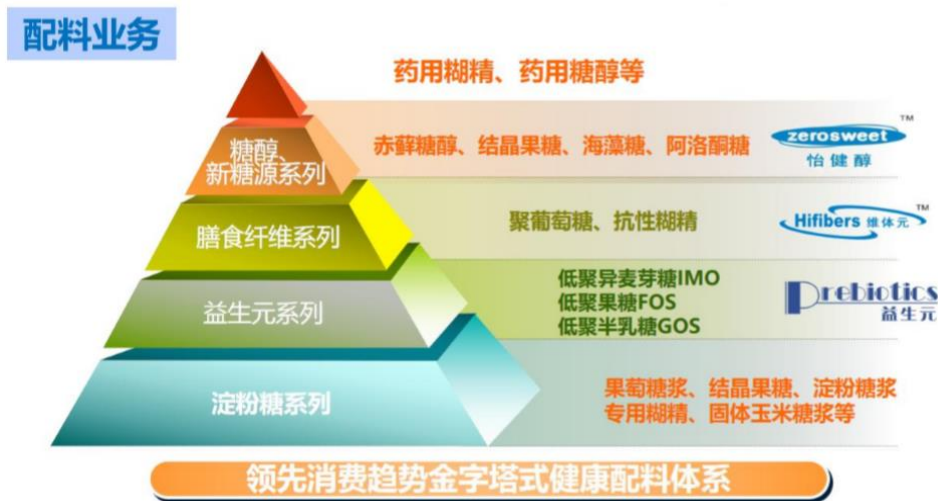 配料业务
药用糊精、药用糖醇等
糖醇、
新糖源系列
赤藓糖醇、结晶果糖、海藻糖、阿洛酮糖
zerosweet TM
怡健醇
膳食纤维系列
聚葡萄糖、抗性糊精
Hifibers 维体元 TM
益生元系列
低聚异麦芽糖IMO
低聚果糖FOS
低聚半乳糖GOS
Prebiotics
益生元
淀粉糖系列
果葡糖浆、结晶果糖、淀粉糖浆
专用糊精、固体玉米糖浆等
领先消费趋势金字塔式健康配料体系